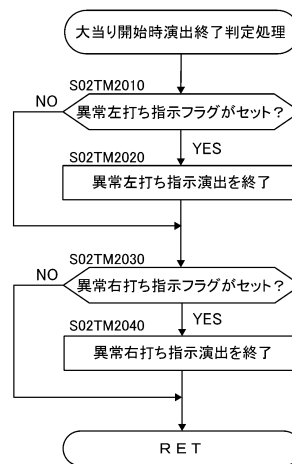 大当り開始時演出終了判定処理
S02TM2010
NO
異常左打ち指示フラグがセット？
YES
S02TM2020
異常左打ち指示演出を終了
S02TM2030
NO
異常右打ち指示フラグがセット？
YES
S02TM2040
異常右打ち指示演出を終了
ＲＥＴ